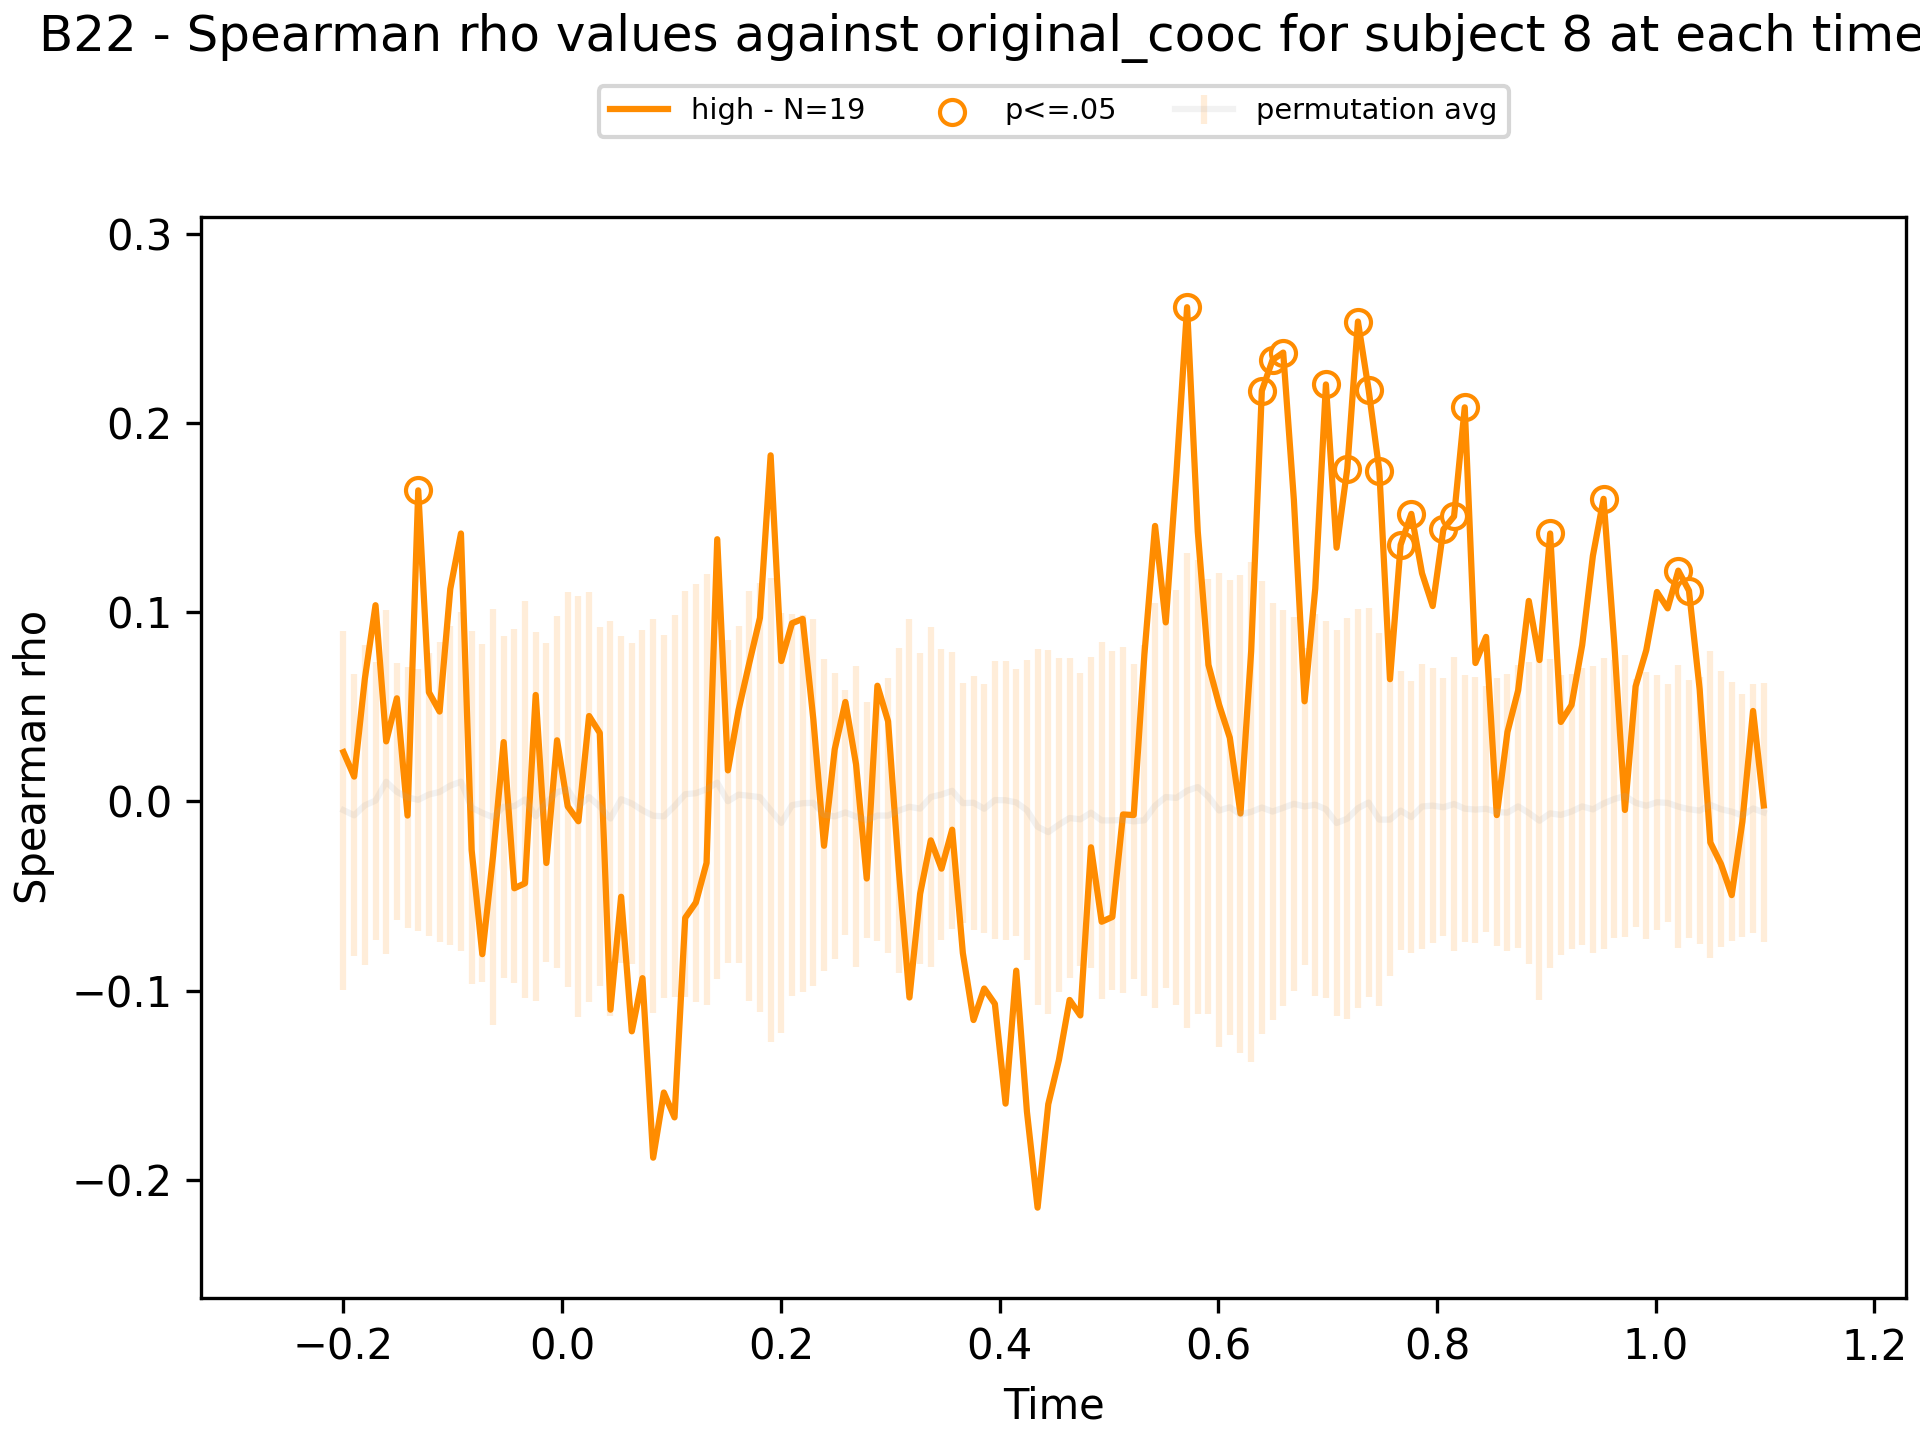 B22 - Spearman rho values against original_cooc for subject 8 at each time
high - N=19 p<=.05 permutation avg
0.3
0.2
0.1
0.0
−0.1
−0.2
Spearman rho
−0.2 0.0 0.2 0.4 0.6 0.8 1.0 1.2
Time